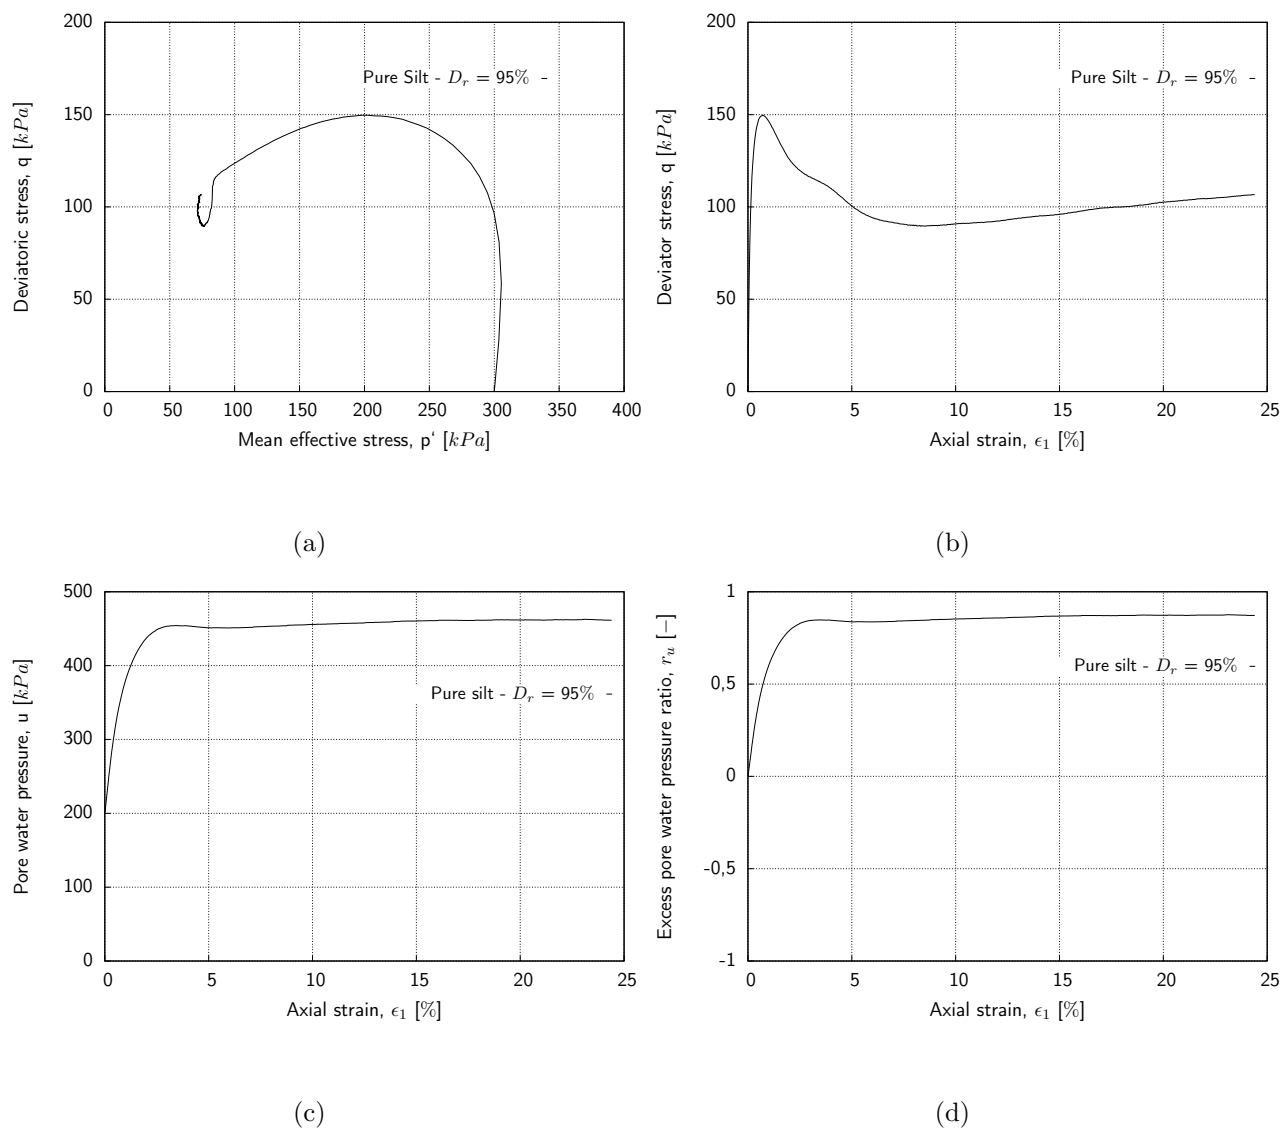 200
150
100
50
0
0 50 100 150 200 250 300 350 400
Deviatoric stress, q [kPa]
Mean effective stress, p‘ [kPa]
Pure Silt - D_r = 95%
(a)
200
150
100
50
0
0 5 10 15 20 25
Deviator stress, q [kPa]
Axial strain, ϵ₁ [%]
Pure Silt - D_r = 95%
(b)
500
400
300
200
100
0
0 5 10 15 20 25
Pore water pressure, u [kPa]
Axial strain, ϵ₁ [%]
Pure silt - D_r = 95%
(c)
1
0,5
0
-0,5
-1
0 5 10 15 20 25
Excess pore water pressure ratio, r_u [−]
Axial strain, ϵ₁ [%]
Pure silt - D_r = 95%
(d)